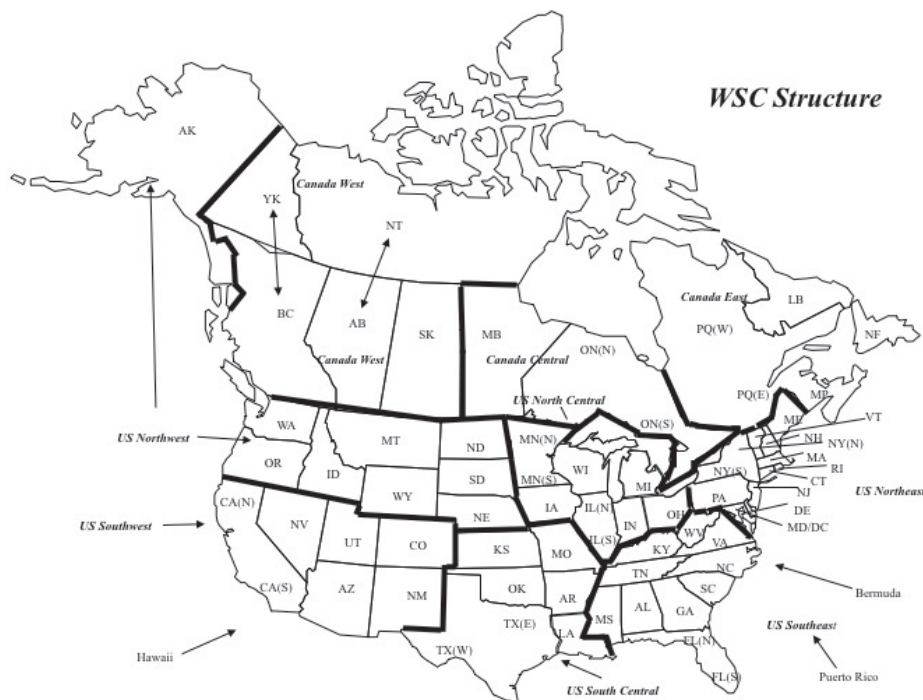 WSC Structure
AK
Canada West
YK
NT
Canada East
LB
BC
AB
SK
MB
PQ(W)
NF
ON(N)
Canada West
Canada Central
US North Central
PQ(E)
MP
ME
VT
WA
ON(S)
NH
NY(N)
US Northwest
MT
ND
MN(N)
MA
OR
ID
SD
WI
NY(S)
RI
MN(S)
MI
CT
CA(N)
WY
NE
IA
IL(N)
IN
OH
PA
NJ
US Northeast
US Southwest
NV
UT
CO
KS
MO
IL(S)
KY
WV
VA
DE
MD/DC
CA(S)
AZ
NM
OK
AR
TN
NC
SC
Bermuda
TX(E)
LA
MS
AL
GA
US Southeast
Hawaii
TX(W)
FL(N)
FL(S)
US South Central
Puerto Rico